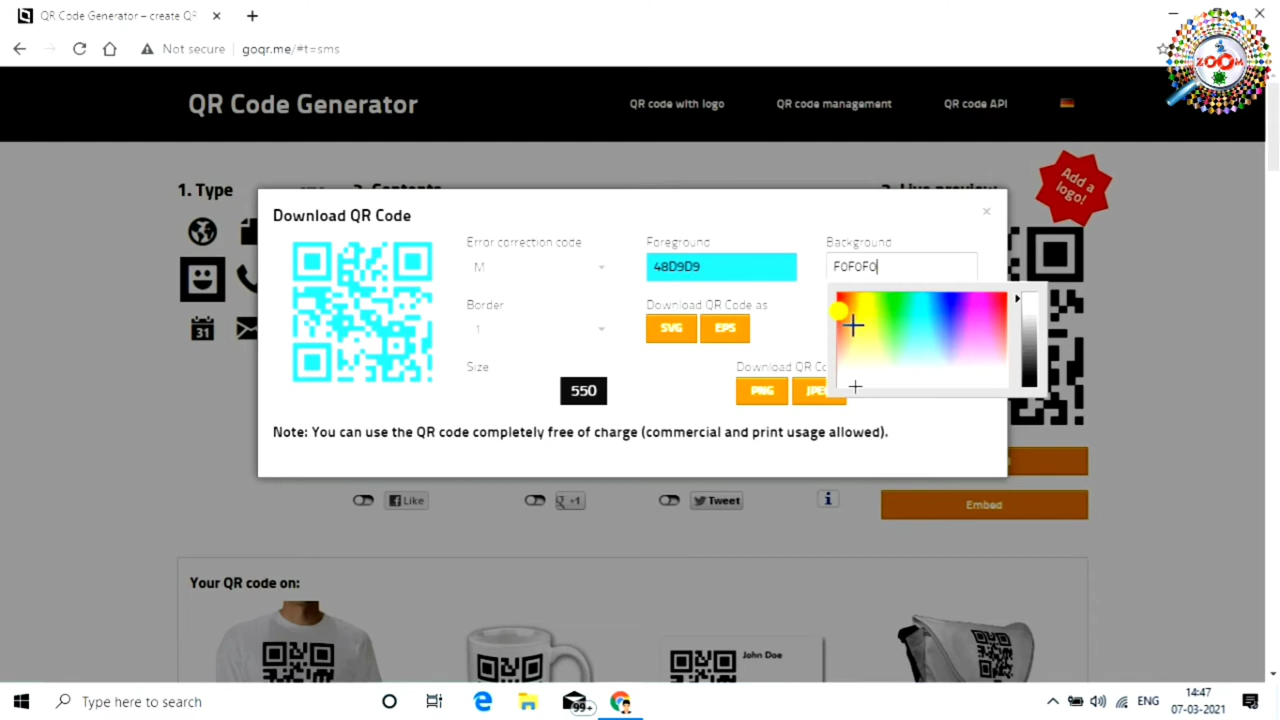 QR Code Generator – create QR
Not secure
goqr.me/#t=sms
ZOOM
QR Code Generator
QR code with logo
QR code management
QR code API
1. Type
Add a
logo!
Download QR Code
Error correction code
Foreground
Background
M
48D9D9
F0F0F0
Border
Download QR Code as
1
SVG
EPS
Size
550
PNG
Note: You can use the QR code completely free of charge (commercial and print usage allowed).
Like
+1
Tweet
i
Embed
Your QR code on:
John Doe
31
Type here to search
99+
ENG
14:47
07-03-2021